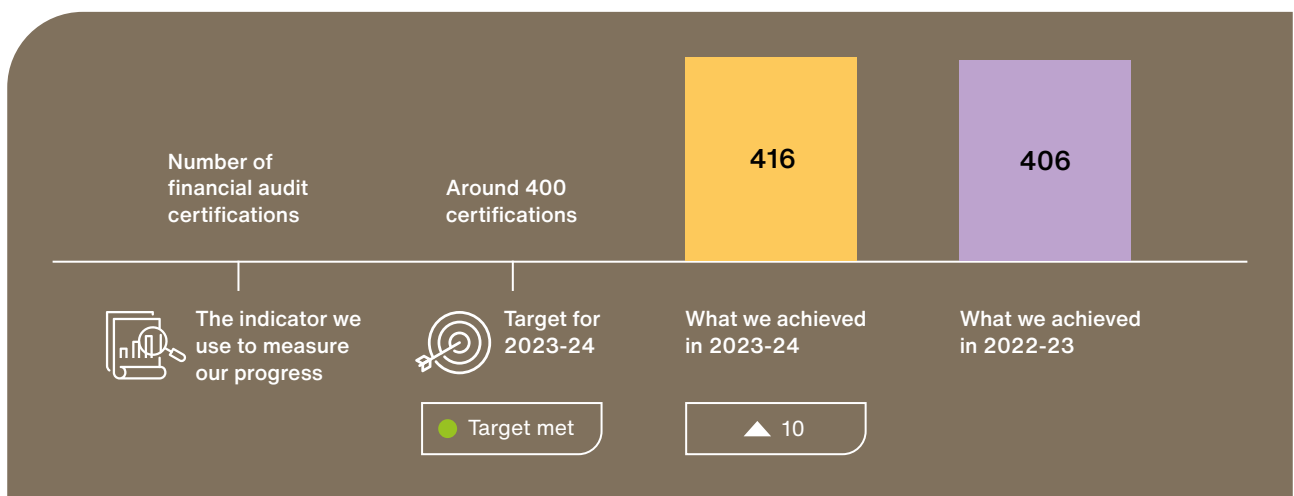 Number of
financial audit
certifications
Around 400
certifications
416
406
The indicator we
use to measure
our progress
Target for
2023-24
What we achieved
in 2023-24
What we achieved
in 2022-23
Target met
▲ 10